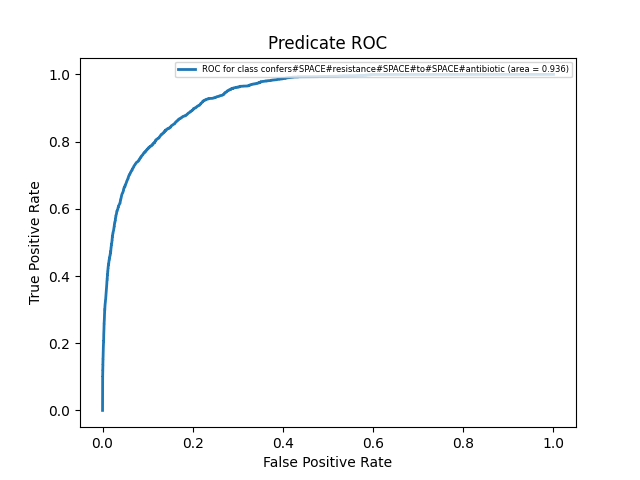 Predicate ROC
ROC for class confers#SPACE#resistance#SPACE#to#SPACE#antibiotic (area = 0.936)
1.0
0.8
0.6
0.4
0.2
0.0
True Positive Rate
0.0 0.2 0.4 0.6 0.8 1.0
False Positive Rate